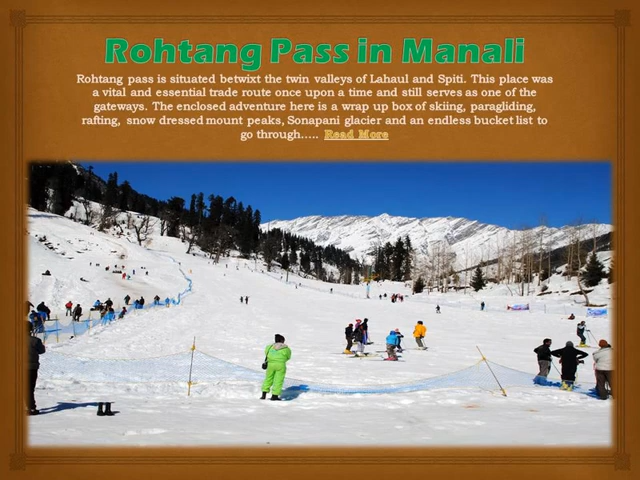 Rohtang Pass in Manali
Rohtang pass is situated betwixt the twin valleys of Lahaul and Spiti. This place was
a vital and essential trade route once upon a time and still serves as one of the
gateways. The enclosed adventure here is a wrap up box of skiing, paragliding,
rafting, snow dressed mount peaks, Sonapani glacier and an endless bucket list to
go through..... Read More